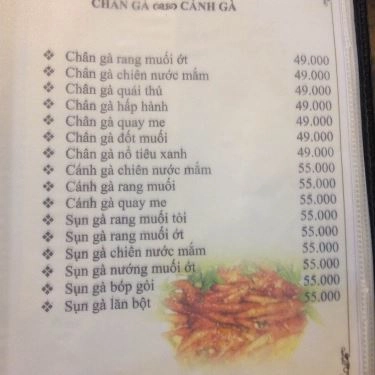 CHÂN GÀ CÁNH GÀ
❖ Chân gà rang muối ớt 49.000
❖ Chân gà chiên nước mắm 49.000
❖ Chân gà quái thú 49.000
❖ Chân gà hấp hành 49.000
❖ Chân gà quay me 49.000
❖ Chân gà đốt muối 49.000
❖ Chân gà nổ tiêu xanh 49.000
❖ Cánh gà chiên nước mắm 55.000
❖ Cánh gà rang muối 55.000
❖ Cánh gà quay me 55.000
❖ Sụn gà rang muối tỏi 55.000
❖ Sụn gà rang muối ớt 55.000
❖ Sụn gà chiên nước mắm 55.000
❖ Sụn gà nướng muối ớt 55.000
❖ Sụn gà bóp gỏi 55.000
❖ Sụn gà lăn bột 55.000